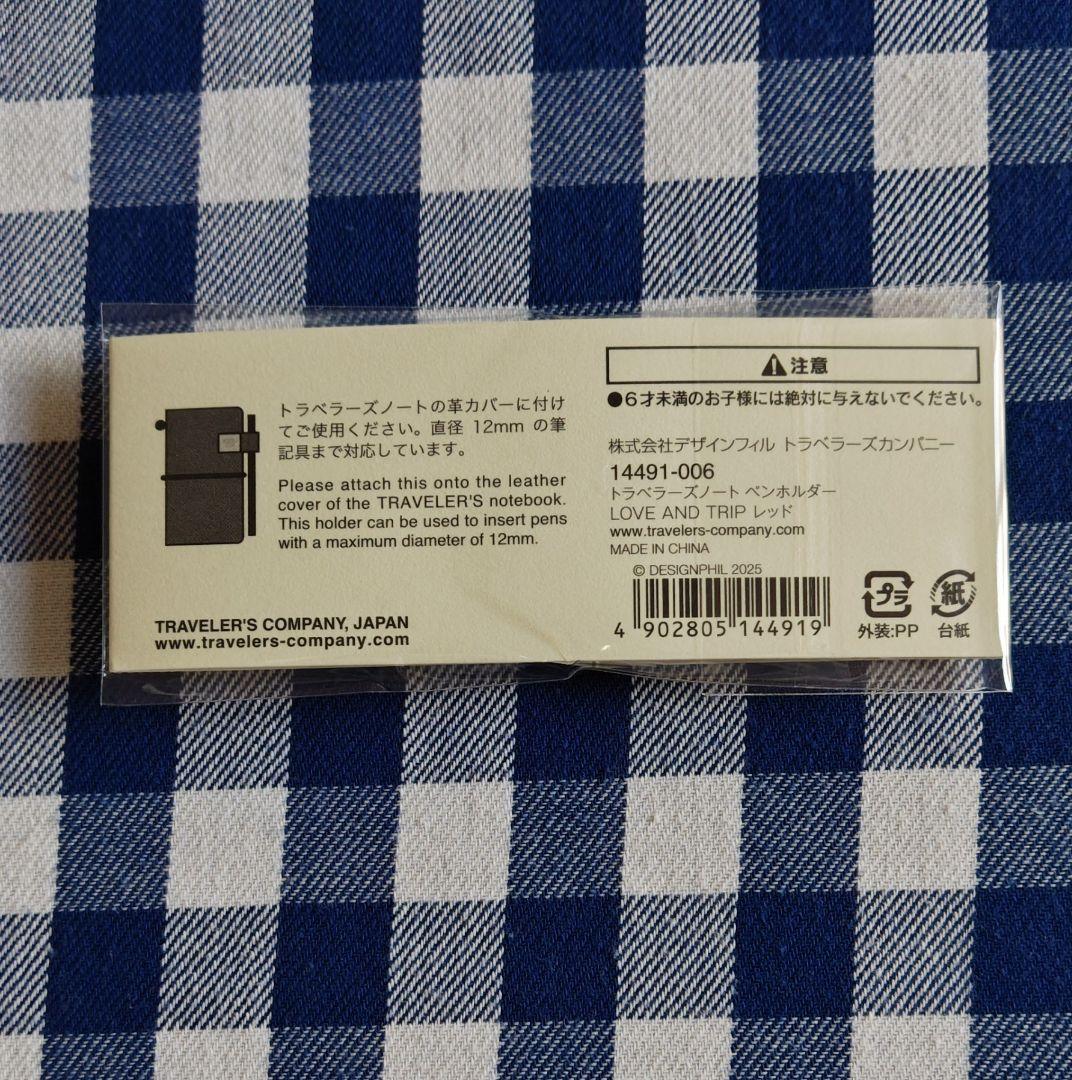 トラベラーズノートの革カバーに付け
てご使用ください。直径 12mm の筆
記具まで対応しています。
Please attach this onto the leather
cover of the TRAVELER'S notebook.
This holder can be used to insert pens
with a maximum diameter of 12mm.
TRAVELER'S COMPANY, JAPAN
www.travelers-company.com
注意
●6才未満のお子様には絶対に与えないでください。
株式会社デザインフィル トラベラーズカンパニー
14491-006
トラベラーズノート ペンホルダー
LOVE AND TRIP レッド
www.travelers-company.com
MADE IN CHINA
© DESIGNPHIL 2025
4 902805 144919
プラ
外装:PP
紙
台紙